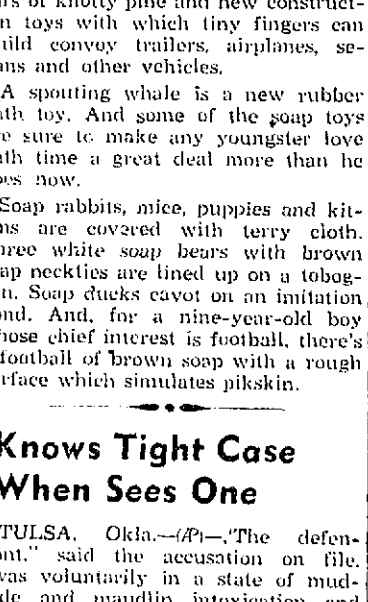 rs of knotty pine and new construct-
n toys with which tiny fingers can
uild convoy trailers, airplanes, se-
ans and other vehicles.
A spouting whale is a new rubber
ath toy. And some of the soap toys
re sure to make any youngster love
ath time a great deal more than he
oes now.
Soap rabbits, mice, puppies and kit-
ns are covered with terry cloth.
hree white soap bears with brown
ap neckties are lined up on a tobog-
n. Soap ducks cavot on an imitation
ond. And, for a nine-year-old boy
hose chief interest is football, there's
football of brown soap with a rough
rface which simulates pikskin.
Knows Tight Case
When Sees One
TULSA, Okla.—(AP)—"The defen-
nt," said the accusation on file,
was voluntarily in a state of mud-
dle and maudlin intoxication and